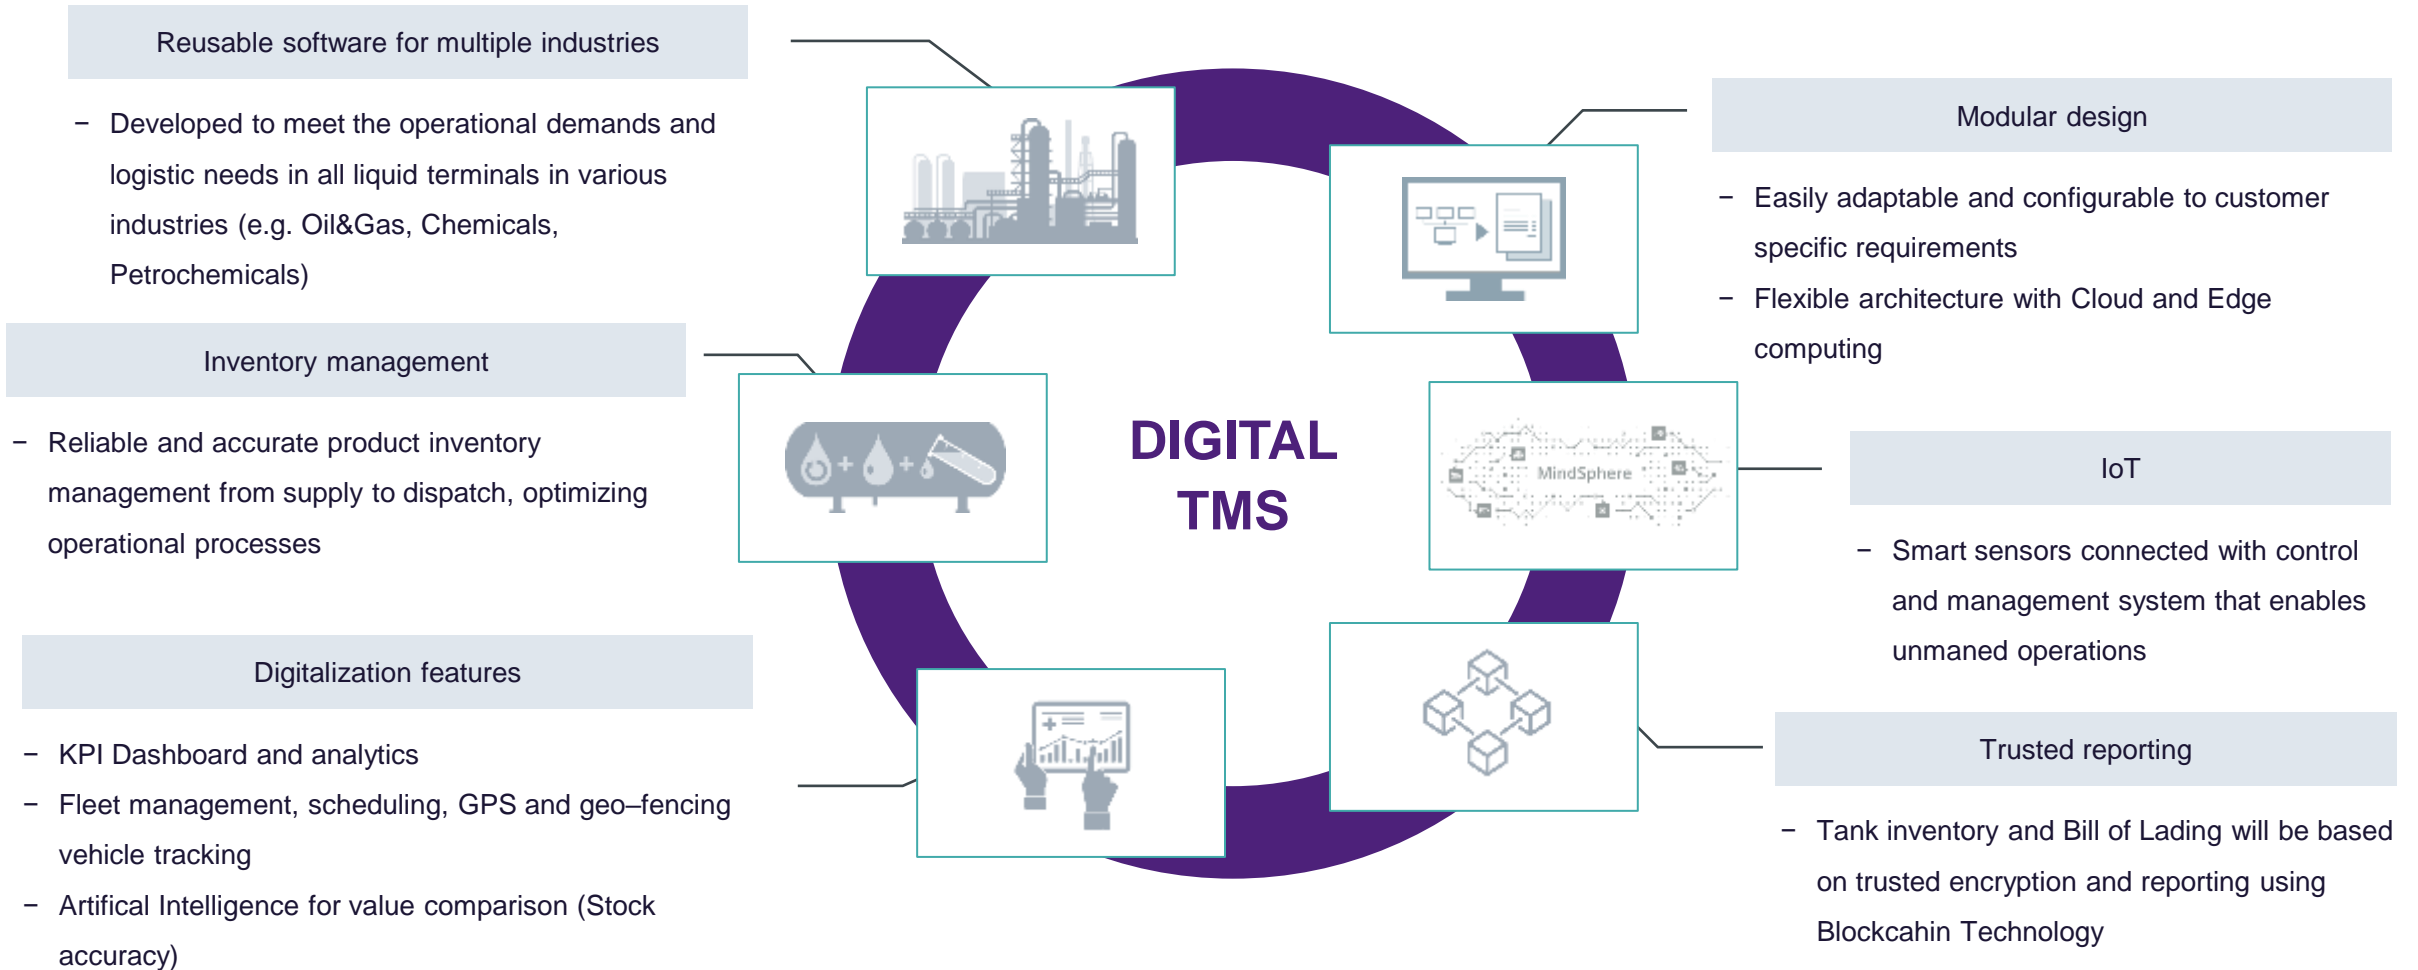 Reusable software for multiple industries
− Developed to meet the operational demands and
logistic needs in all liquid terminals in various
industries (e.g. Oil&Gas, Chemicals,
Petrochemicals)
Inventory management
− Reliable and accurate product inventory
management from supply to dispatch, optimizing
operational processes
Digitalization features
− KPI Dashboard and analytics
− Fleet management, scheduling, GPS and geo–fencing
vehicle tracking
− Artifical Intelligence for value comparison (Stock
accuracy)
DIGITAL
TMS
Modular design
− Easily adaptable and configurable to customer
specific requirements
− Flexible architecture with Cloud and Edge
computing
MindSphere
IoT
− Smart sensors connected with control
and management system that enables
unmaned operations
Trusted reporting
− Tank inventory and Bill of Lading will be based
on trusted encryption and reporting using
Blockcahin Technology